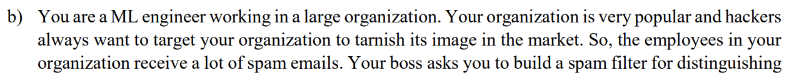 b) You are a ML engineer working in a large organization. Your organization is very popular and hackers
always want to target your organization to tarnish its image in the market. So, the employees in your
organization receive a lot of spam emails. Your boss asks you to build a spam filter for distinguishing